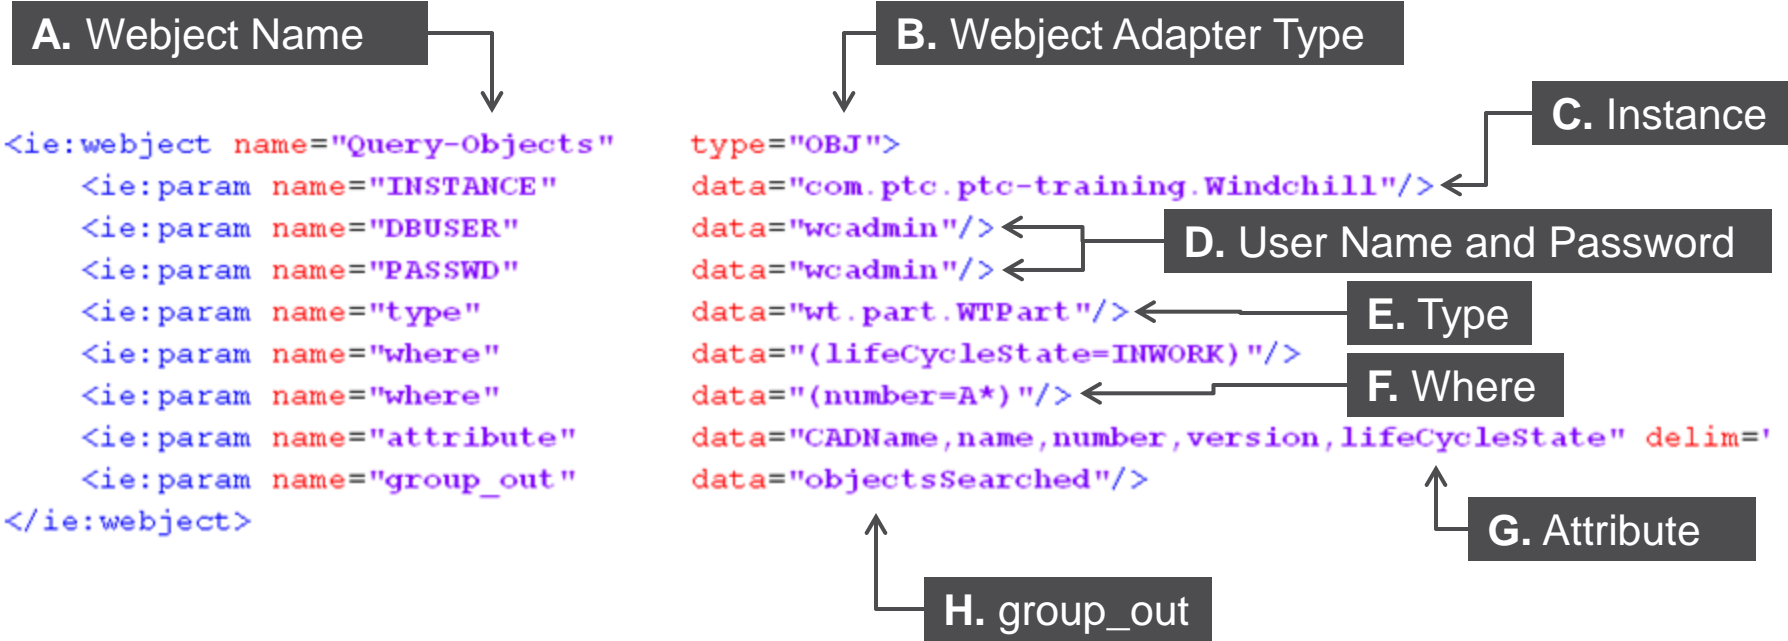 A. Webject Name
B. Webject Adapter Type
C. Instance
<ie:webject name="Query-Objects" type="OBJ">
<ie:param name="INSTANCE" data="com.ptc.ptc-training.Windchill"/>
<ie:param name="DBUSER" data="wcadmin"/>
D. User Name and Password
<ie:param name="PASSWD" data="wcadmin"/>
<ie:param name="type" data="wt.part.WTPart"/>
E. Type
<ie:param name="where" data="(lifeCycleState=INWORK)"/>
<ie:param name="where" data="(number=A*)"/>
F. Where
<ie:param name="attribute" data="CADName,name,number,version,lifeCycleState" delim='
<ie:param name="group_out" data="objectsSearched"/>
</ie:webject>
G. Attribute
H. group_out